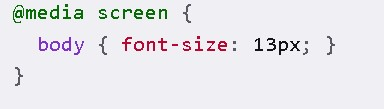 @media screen {
  body { font-size: 13px; }
}